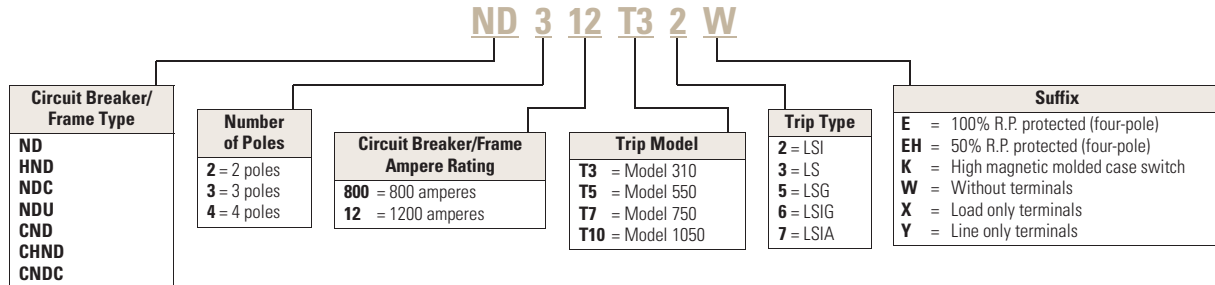 ND 3 12 T3 2 W
Circuit Breaker/
Frame Type
ND
HND
NDC
NDU
CND
CHND
CNDC
Number
of Poles
2 = 2 poles
3 = 3 poles
4 = 4 poles
Circuit Breaker/Frame
Ampere Rating
800 = 800 amperes
12 = 1200 amperes
Trip Model
T3 = Model 310
T5 = Model 550
T7 = Model 750
T10 = Model 1050
Trip Type
2 = LSI
3 = LS
5 = LSG
6 = LSIG
7 = LSIA
Suffix
E = 100% R.P. protected (four-pole)
EH = 50% R.P. protected (four-pole)
K = High magnetic molded case switch
W = Without terminals
X = Load only terminals
Y = Line only terminals